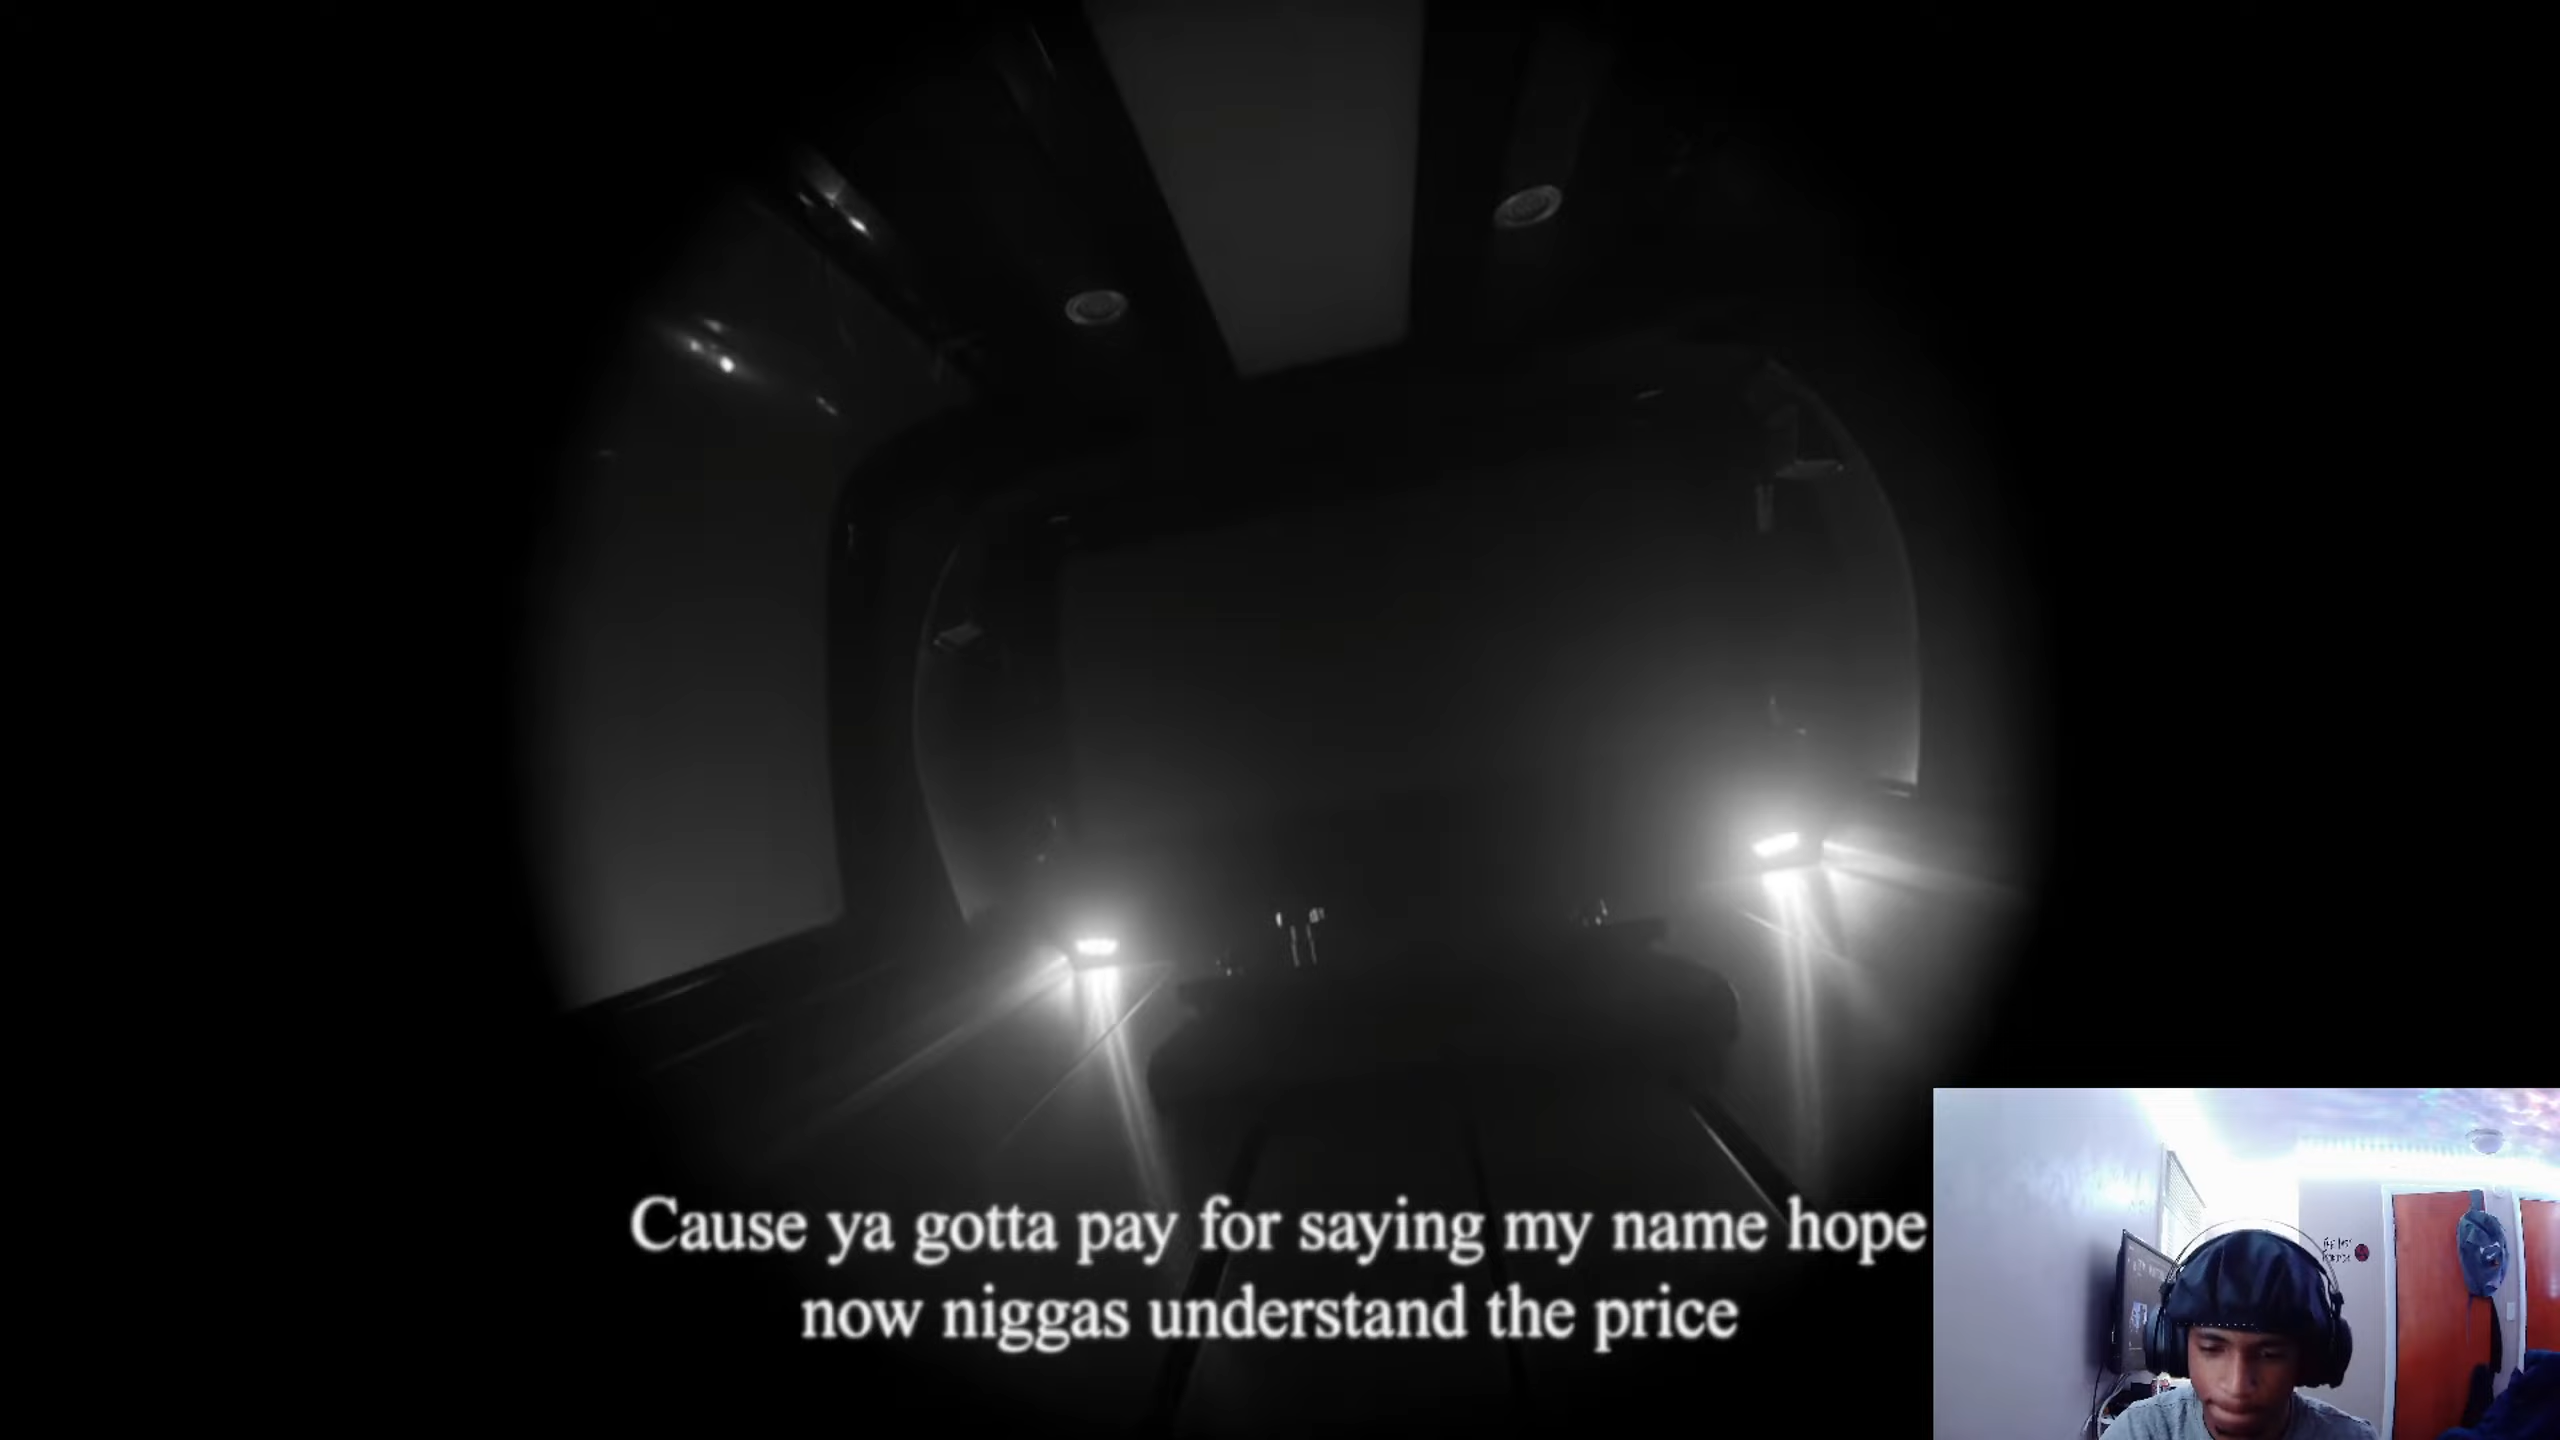 Cause ya gotta pay for saying my name hope
now niggas understand the price